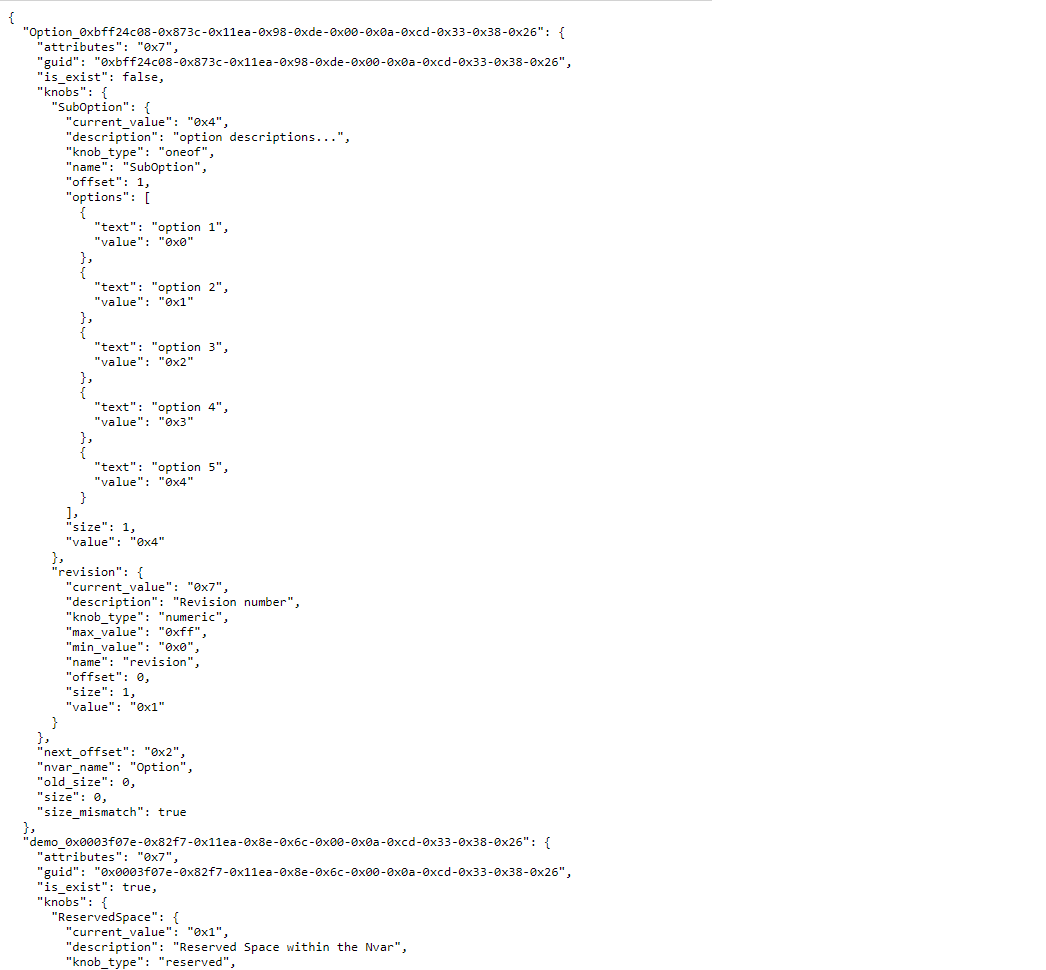 {
  "Option_0xbff24c08-0x873c-0x11ea-0x98-0xde-0x00-0x0a-0xcd-0x33-0x38-0x26": {
    "attributes": "0x7",
    "guid": "0xbff24c08-0x873c-0x11ea-0x98-0xde-0x00-0x0a-0xcd-0x33-0x38-0x26",
    "is_exist": false,
    "knobs": {
      "SubOption": {
        "current_value": "0x4",
        "description": "option descriptions...",
        "knob_type": "oneof",
        "name": "SubOption",
        "offset": 1,
        "options": [
          {
            "text": "option 1",
            "value": "0x0"
          },
          {
            "text": "option 2",
            "value": "0x1"
          },
          {
            "text": "option 3",
            "value": "0x2"
          },
          {
            "text": "option 4",
            "value": "0x3"
          },
          {
            "text": "option 5",
            "value": "0x4"
          }
        ],
        "size": 1,
        "value": "0x4"
      },
      "revision": {
        "current_value": "0x7",
        "description": "Revision number",
        "knob_type": "numeric",
        "max_value": "0xff",
        "min_value": "0x0",
        "name": "revision",
        "offset": 0,
        "size": 1,
        "value": "0x1"
      }
    },
    "next_offset": "0x2",
    "nvar_name": "Option",
    "old_size": 0,
    "size": 0,
    "size_mismatch": true
  },
  "demo_0x0003f07e-0x82f7-0x11ea-0x8e-0x6c-0x00-0x0a-0xcd-0x33-0x38-0x26": {
    "attributes": "0x7",
    "guid": "0x0003f07e-0x82f7-0x11ea-0x8e-0x6c-0x00-0x0a-0xcd-0x33-0x38-0x26",
    "is_exist": true,
    "knobs": {
      "ReservedSpace": {
        "current_value": "0x1",
        "description": "Reserved Space within the Nvar",
        "knob_type": "reserved",